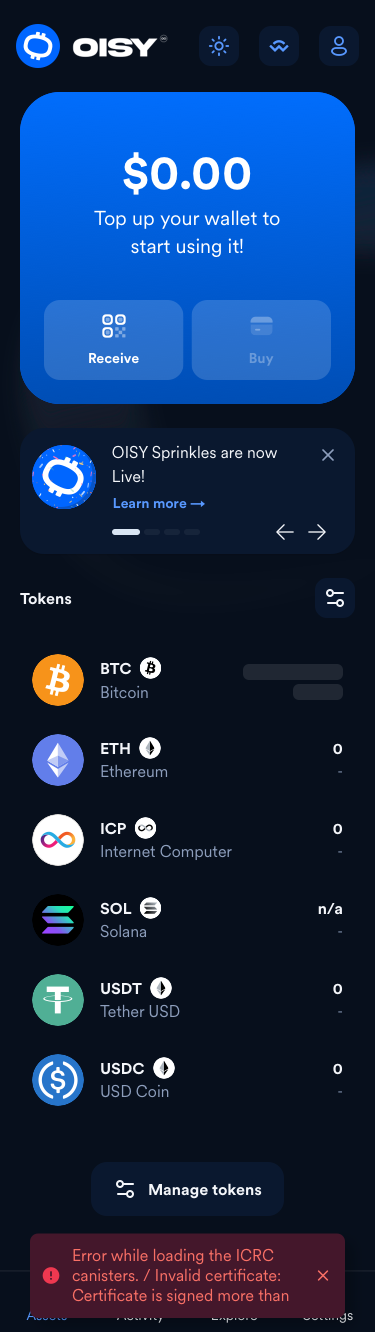 OISY
$0.00
Top up your wallet to
start using it!
Receive
Buy
OISY Sprinkles are now
Live!
Learn more →
Tokens
BTC
Bitcoin
ETH
0
Ethereum
-
ICP
0
Internet Computer
-
SOL
n/a
Solana
-
USDT
0
Tether USD
-
USDC
0
USD Coin
-
Manage tokens
Error while loading the ICRC
canisters. / Invalid certificate:
Certificate is signed more than
Assets Activity Explore Settings